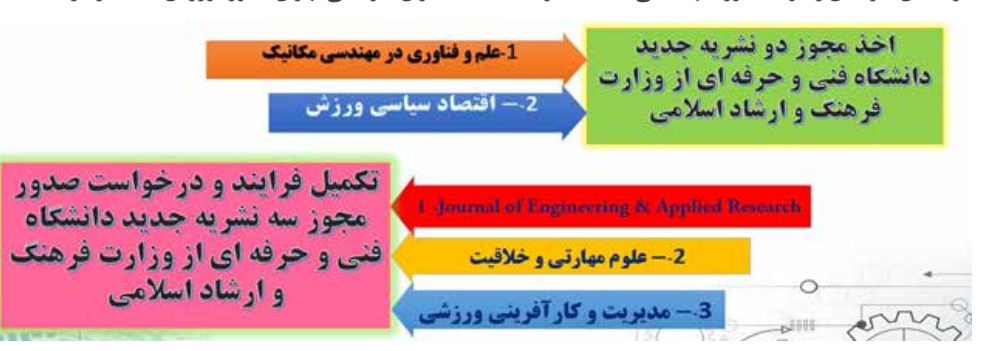 اخذ مجوز دو نشریه جدید
دانشگاه فنی و حرفه ای از وزارت
فرهنگ و ارشاد اسلامی
1-علم و فناوری در مهندسی مکانیک
2-– اقتصاد سیاسی ورزش
تکمیل فرایند و درخواست صدور
مجوز سه نشریه جدید دانشگاه
فنی و حرفه ای از وزارت فرهنگ
و ارشاد اسلامی
1 -Journal of Engineering & Applied Research
2-– علوم مهارتی و خلاقیت
3-– مدیریت و کارآفرینی ورزشی